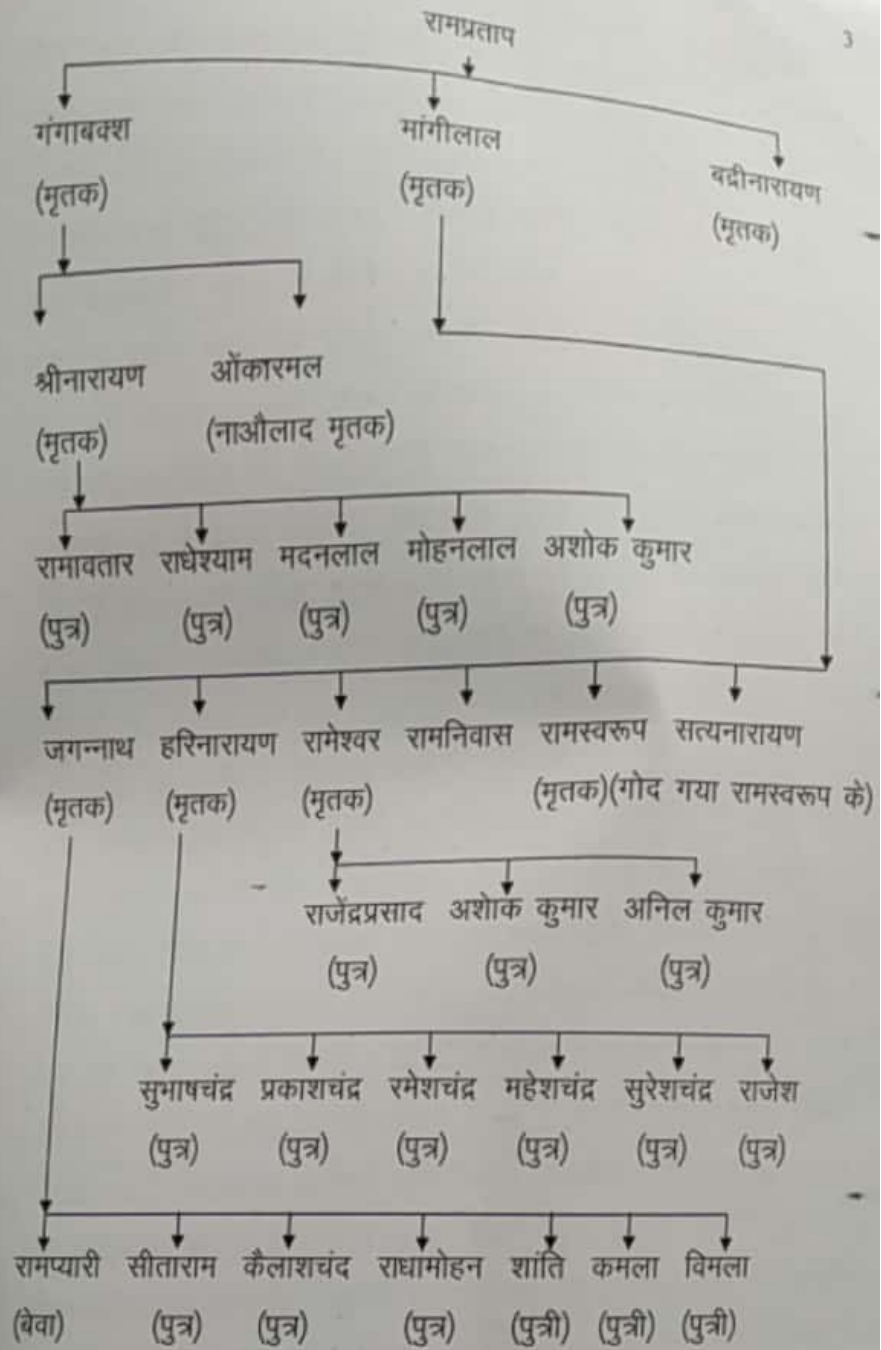 3
रामप्रताप
गंगाबक्श मांगीलाल बद्रीनारायण
(मृतक) (मृतक) (मृतक)
श्रीनारायण ओंकारमल
(मृतक) (नाऔलाद मृतक)
रामावतार राधेश्याम मदनलाल मोहनलाल अशोक कुमार
(पुत्र) (पुत्र) (पुत्र) (पुत्र) (पुत्र)
जगन्नाथ हरिनारायण रामेश्वर रामनिवास रामस्वरूप सत्यनारायण
(मृतक) (मृतक) (मृतक) (मृतक)(गोद गया रामस्वरूप के)
राजेंद्रप्रसाद अशेाक कुमार अनिल कुमार
(पुत्र) (पुत्र) (पुत्र)
सुभाषचंद्र प्रकाशचंद्र रमेशचंद्र महेशचंद्र सुरेशचंद्र राजेश
(पुत्र) (पुत्र) (पुत्र) (पुत्र) (पुत्र) (पुत्र)
रामप्यारी सीताराम कैलाशचंद राधामोहन शांति कमला विमला
(बेवा) (पुत्र) (पुत्र) (पुत्र) (पुत्री) (पुत्री) (पुत्री)